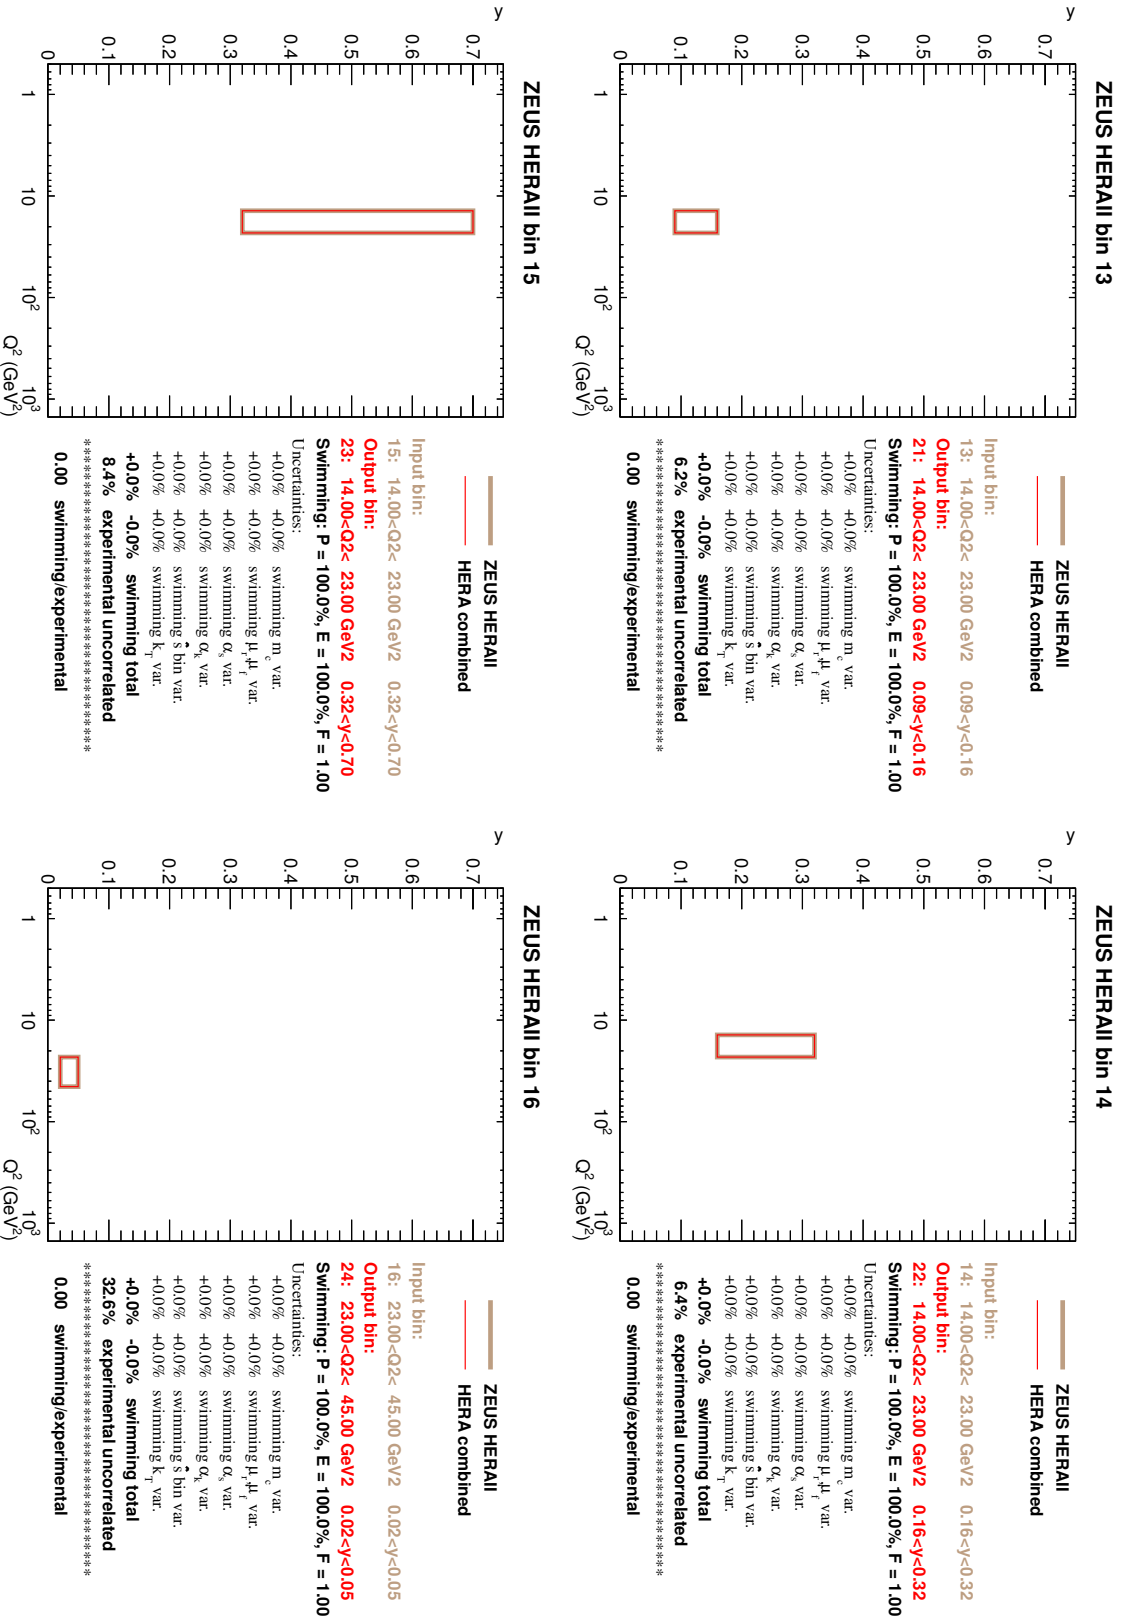 ZEUS HERAII bin 13
y
0.7
0.6
0.5
0.4
0.3
0.2
0.1
0
1
10
10²
10³
Q² (GeV²)
ZEUS HERAII
HERA combined
Input bin:
13: 14.00<Q2< 23.00 GeV2 0.09<y<0.16
Output bin:
21: 14.00<Q2< 23.00 GeV2 0.09<y<0.16
Swimming: P = 100.0%, E = 100.0%, F = 1.00
Uncertainties:
+0.0% +0.0% swimming m_c var.
+0.0% +0.0% swimming μ_r,μ_f var.
+0.0% +0.0% swimming α_s var.
+0.0% +0.0% swimming α_k var.
+0.0% +0.0% swimming ŝ bin var.
+0.0% +0.0% swimming k_T var.
+0.0% -0.0% swimming total
6.2% experimental uncorrelated
************************************
0.00 swimming/experimental
ZEUS HERAII bin 14
y
0.7
0.6
0.5
0.4
0.3
0.2
0.1
0
1
10
10²
10³
Q² (GeV²)
ZEUS HERAII
HERA combined
Input bin:
14: 14.00<Q2< 23.00 GeV2 0.16<y<0.32
Output bin:
22: 14.00<Q2< 23.00 GeV2 0.16<y<0.32
Swimming: P = 100.0%, E = 100.0%, F = 1.00
Uncertainties:
+0.0% +0.0% swimming m_c var.
+0.0% +0.0% swimming μ_r,μ_f var.
+0.0% +0.0% swimming α_s var.
+0.0% +0.0% swimming α_k var.
+0.0% +0.0% swimming ŝ bin var.
+0.0% +0.0% swimming k_T var.
+0.0% -0.0% swimming total
6.4% experimental uncorrelated
************************************
0.00 swimming/experimental
ZEUS HERAII bin 15
y
0.7
0.6
0.5
0.4
0.3
0.2
0.1
0
1
10
10²
10³
Q² (GeV²)
ZEUS HERAII
HERA combined
Input bin:
15: 14.00<Q2< 23.00 GeV2 0.32<y<0.70
Output bin:
23: 14.00<Q2< 23.00 GeV2 0.32<y<0.70
Swimming: P = 100.0%, E = 100.0%, F = 1.00
Uncertainties:
+0.0% +0.0% swimming m_c var.
+0.0% +0.0% swimming μ_r,μ_f var.
+0.0% +0.0% swimming α_s var.
+0.0% +0.0% swimming α_k var.
+0.0% +0.0% swimming ŝ bin var.
+0.0% +0.0% swimming k_T var.
+0.0% -0.0% swimming total
8.4% experimental uncorrelated
************************************
0.00 swimming/experimental
ZEUS HERAII bin 16
y
0.7
0.6
0.5
0.4
0.3
0.2
0.1
0
1
10
10²
10³
Q² (GeV²)
ZEUS HERAII
HERA combined
Input bin:
16: 23.00<Q2< 45.00 GeV2 0.02<y<0.05
Output bin:
24: 23.00<Q2< 45.00 GeV2 0.02<y<0.05
Swimming: P = 100.0%, E = 100.0%, F = 1.00
Uncertainties:
+0.0% +0.0% swimming m_c var.
+0.0% +0.0% swimming μ_r,μ_f var.
+0.0% +0.0% swimming α_s var.
+0.0% +0.0% swimming α_k var.
+0.0% +0.0% swimming ŝ bin var.
+0.0% +0.0% swimming k_T var.
+0.0% -0.0% swimming total
32.6% experimental uncorrelated
************************************
0.00 swimming/experimental